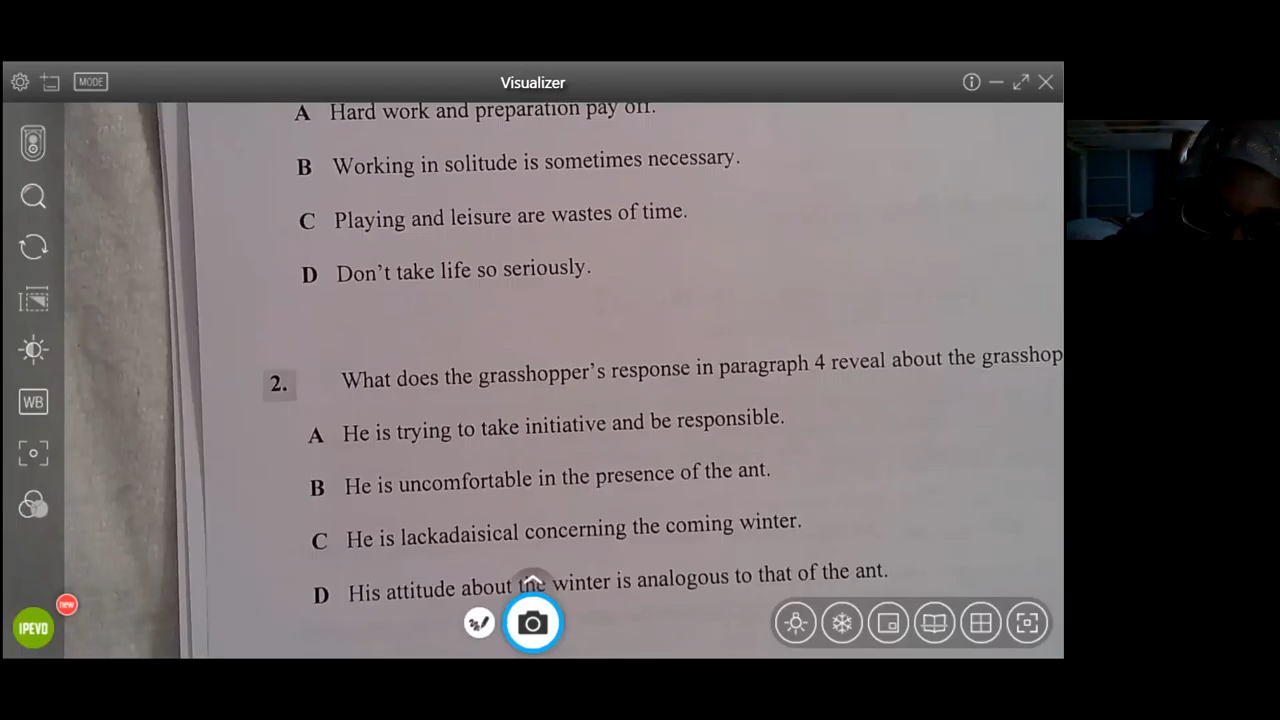 MODE
Visualizer
A Hard work and preparation pay off.
B Working in solitude is sometimes necessary.
C Playing and leisure are wastes of time.
D Don't take life so seriously.
2. What does the grasshopper's response in paragraph 4 reveal about the grasshop
A He is trying to take initiative and be responsible.
B He is uncomfortable in the presence of the ant.
C He is lackadaisical concerning the coming winter.
D His attitude about the winter is analogous to that of the ant.
WB
new
IPEVO